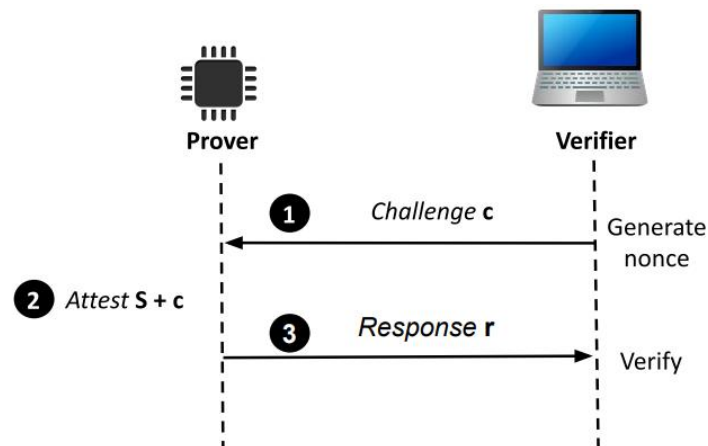 Prover
Verifier
1
Challenge c
Generate
nonce
2 Attest S + c
3
Response r
Verify